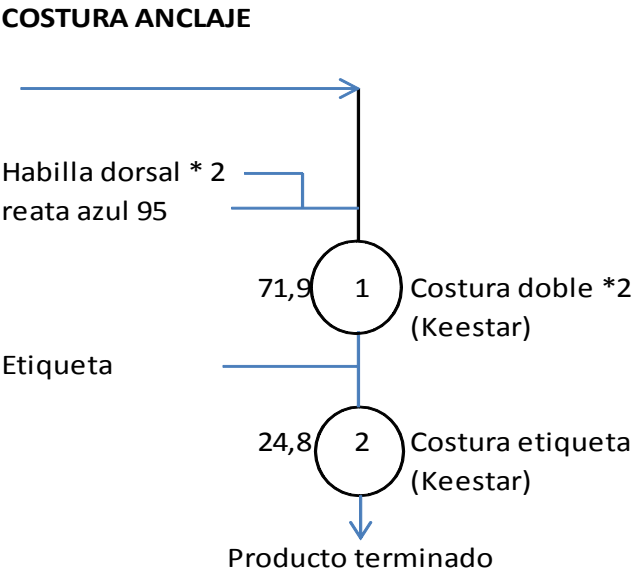 COSTURA ANCLAJE
Habilla dorsal * 2
reata azul 95
71,9 1 Costura doble *2
(Keestar)
Etiqueta
24,8 2 Costura etiqueta
(Keestar)
Producto terminado